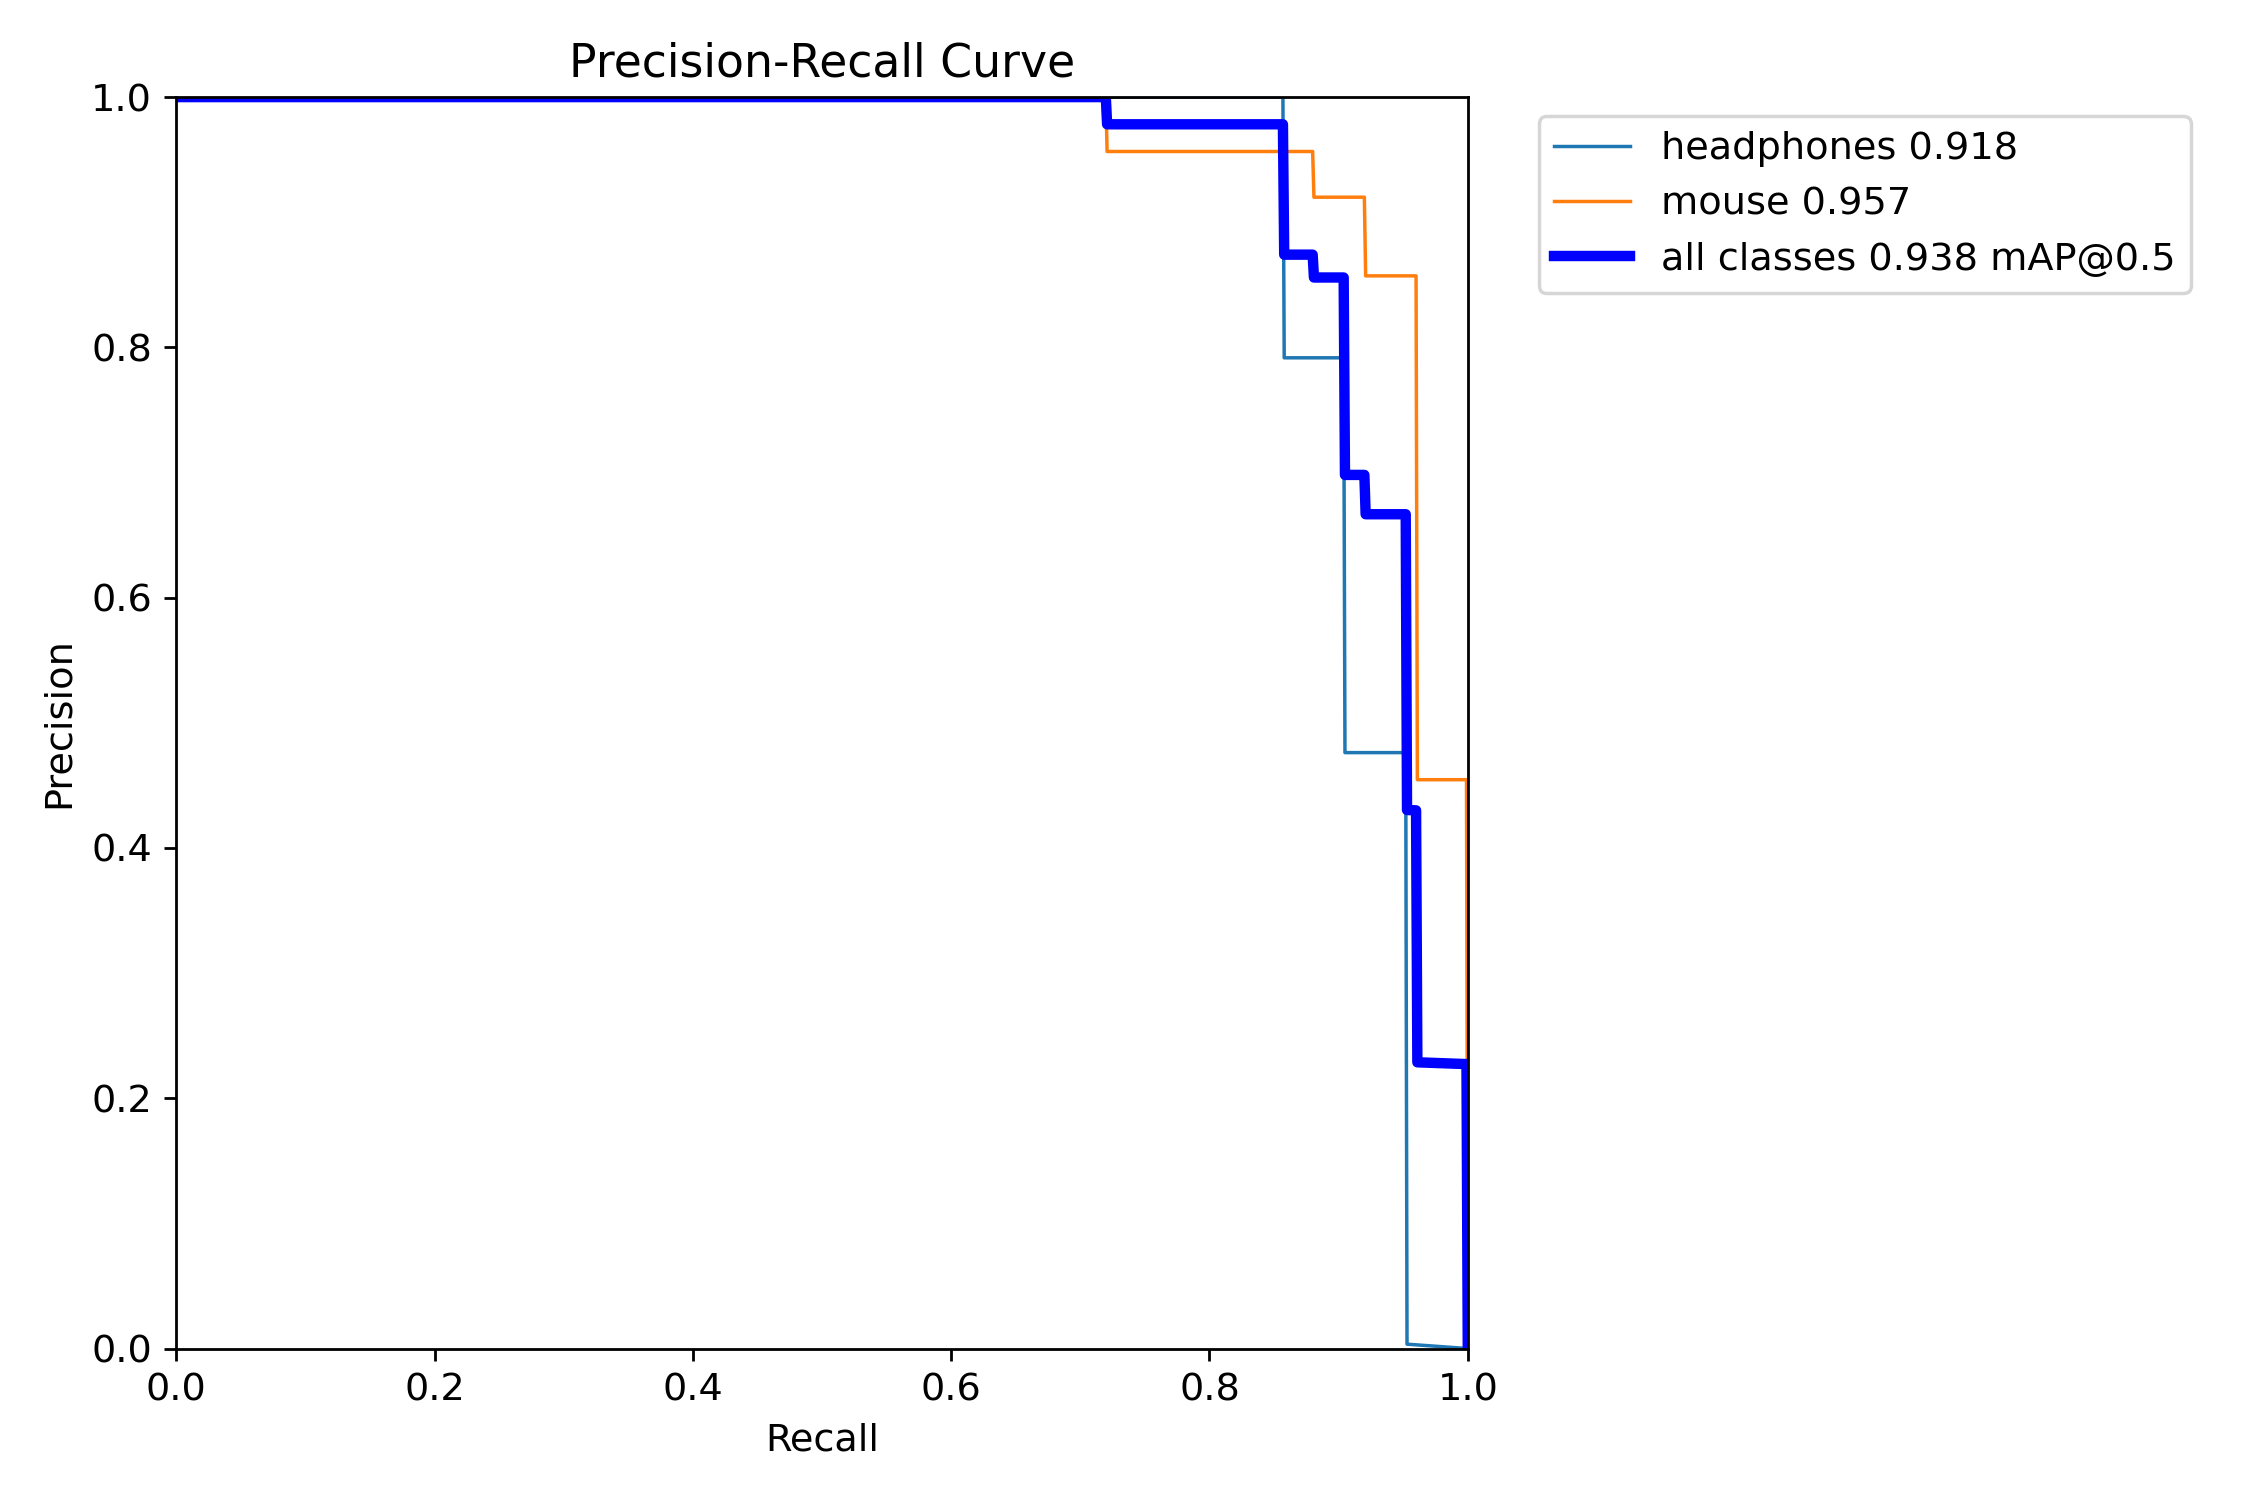 Precision-Recall Curve
1.0
0.8
0.6
0.4
0.2
0.0
Precision
0.0 0.2 0.4 0.6 0.8 1.0
Recall
headphones 0.918
mouse 0.957
all classes 0.938 mAP@0.5